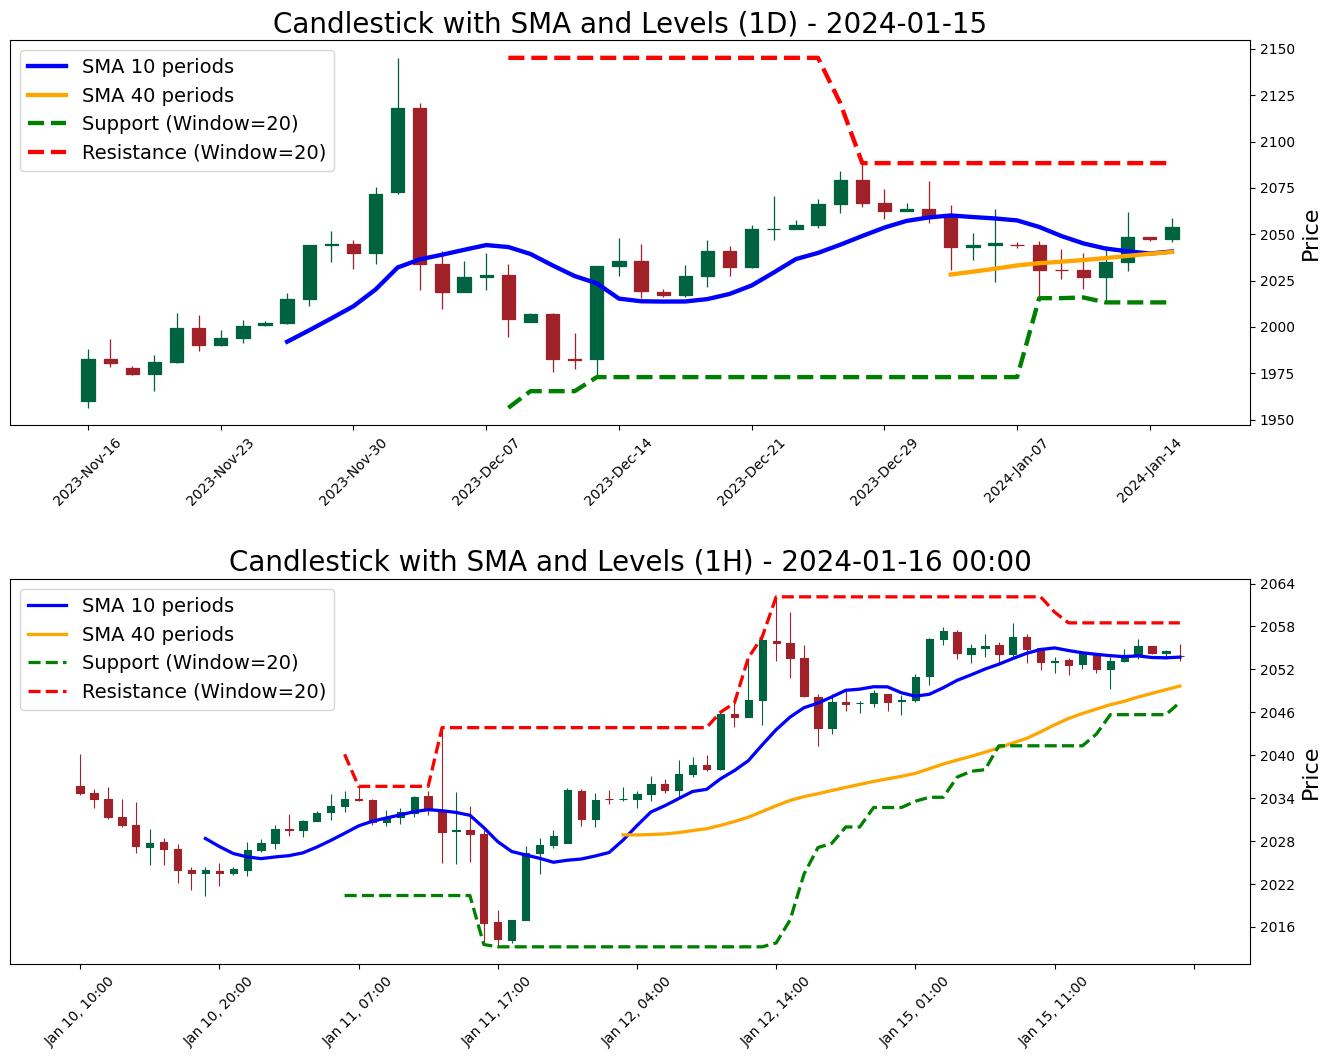 Candlestick with SMA and Levels (1D) - 2024-01-15
SMA 10 periods
SMA 40 periods
Support (Window=20)
Resistance (Window=20)
2150
2125
2100
2075
2050
2025
2000
1975
1950
Price
2023-Nov-16
2023-Nov-23
2023-Nov-30
2023-Dec-07
2023-Dec-14
2023-Dec-21
2023-Dec-29
2024-Jan-07
2024-Jan-14
Candlestick with SMA and Levels (1H) - 2024-01-16 00:00
SMA 10 periods
SMA 40 periods
Support (Window=20)
Resistance (Window=20)
2064
2058
2052
2046
2040
2034
2028
2022
2016
Price
Jan 10, 10:00
Jan 10, 20:00
Jan 11, 07:00
Jan 11, 17:00
Jan 12, 04:00
Jan 12, 14:00
Jan 15, 01:00
Jan 15, 11:00